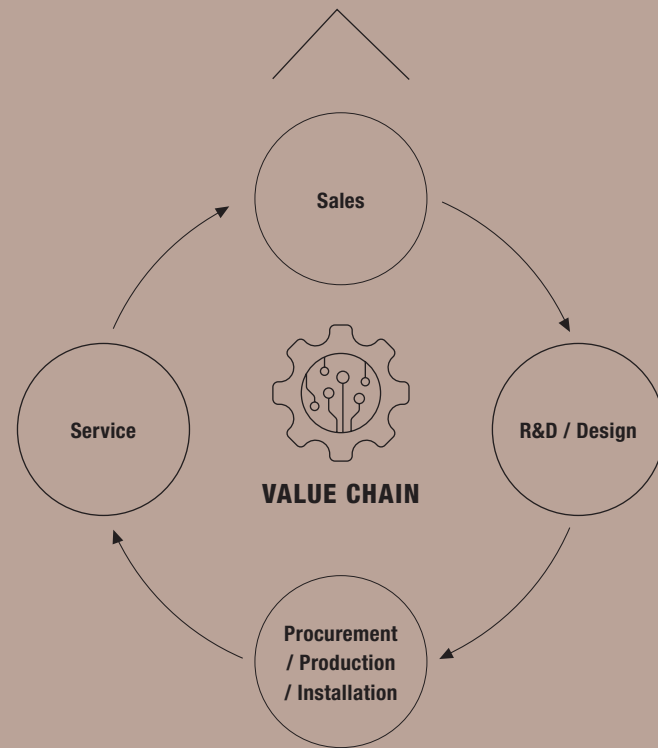 Sales
Service
R&D / Design
VALUE CHAIN
Procurement
/ Production
/ Installation